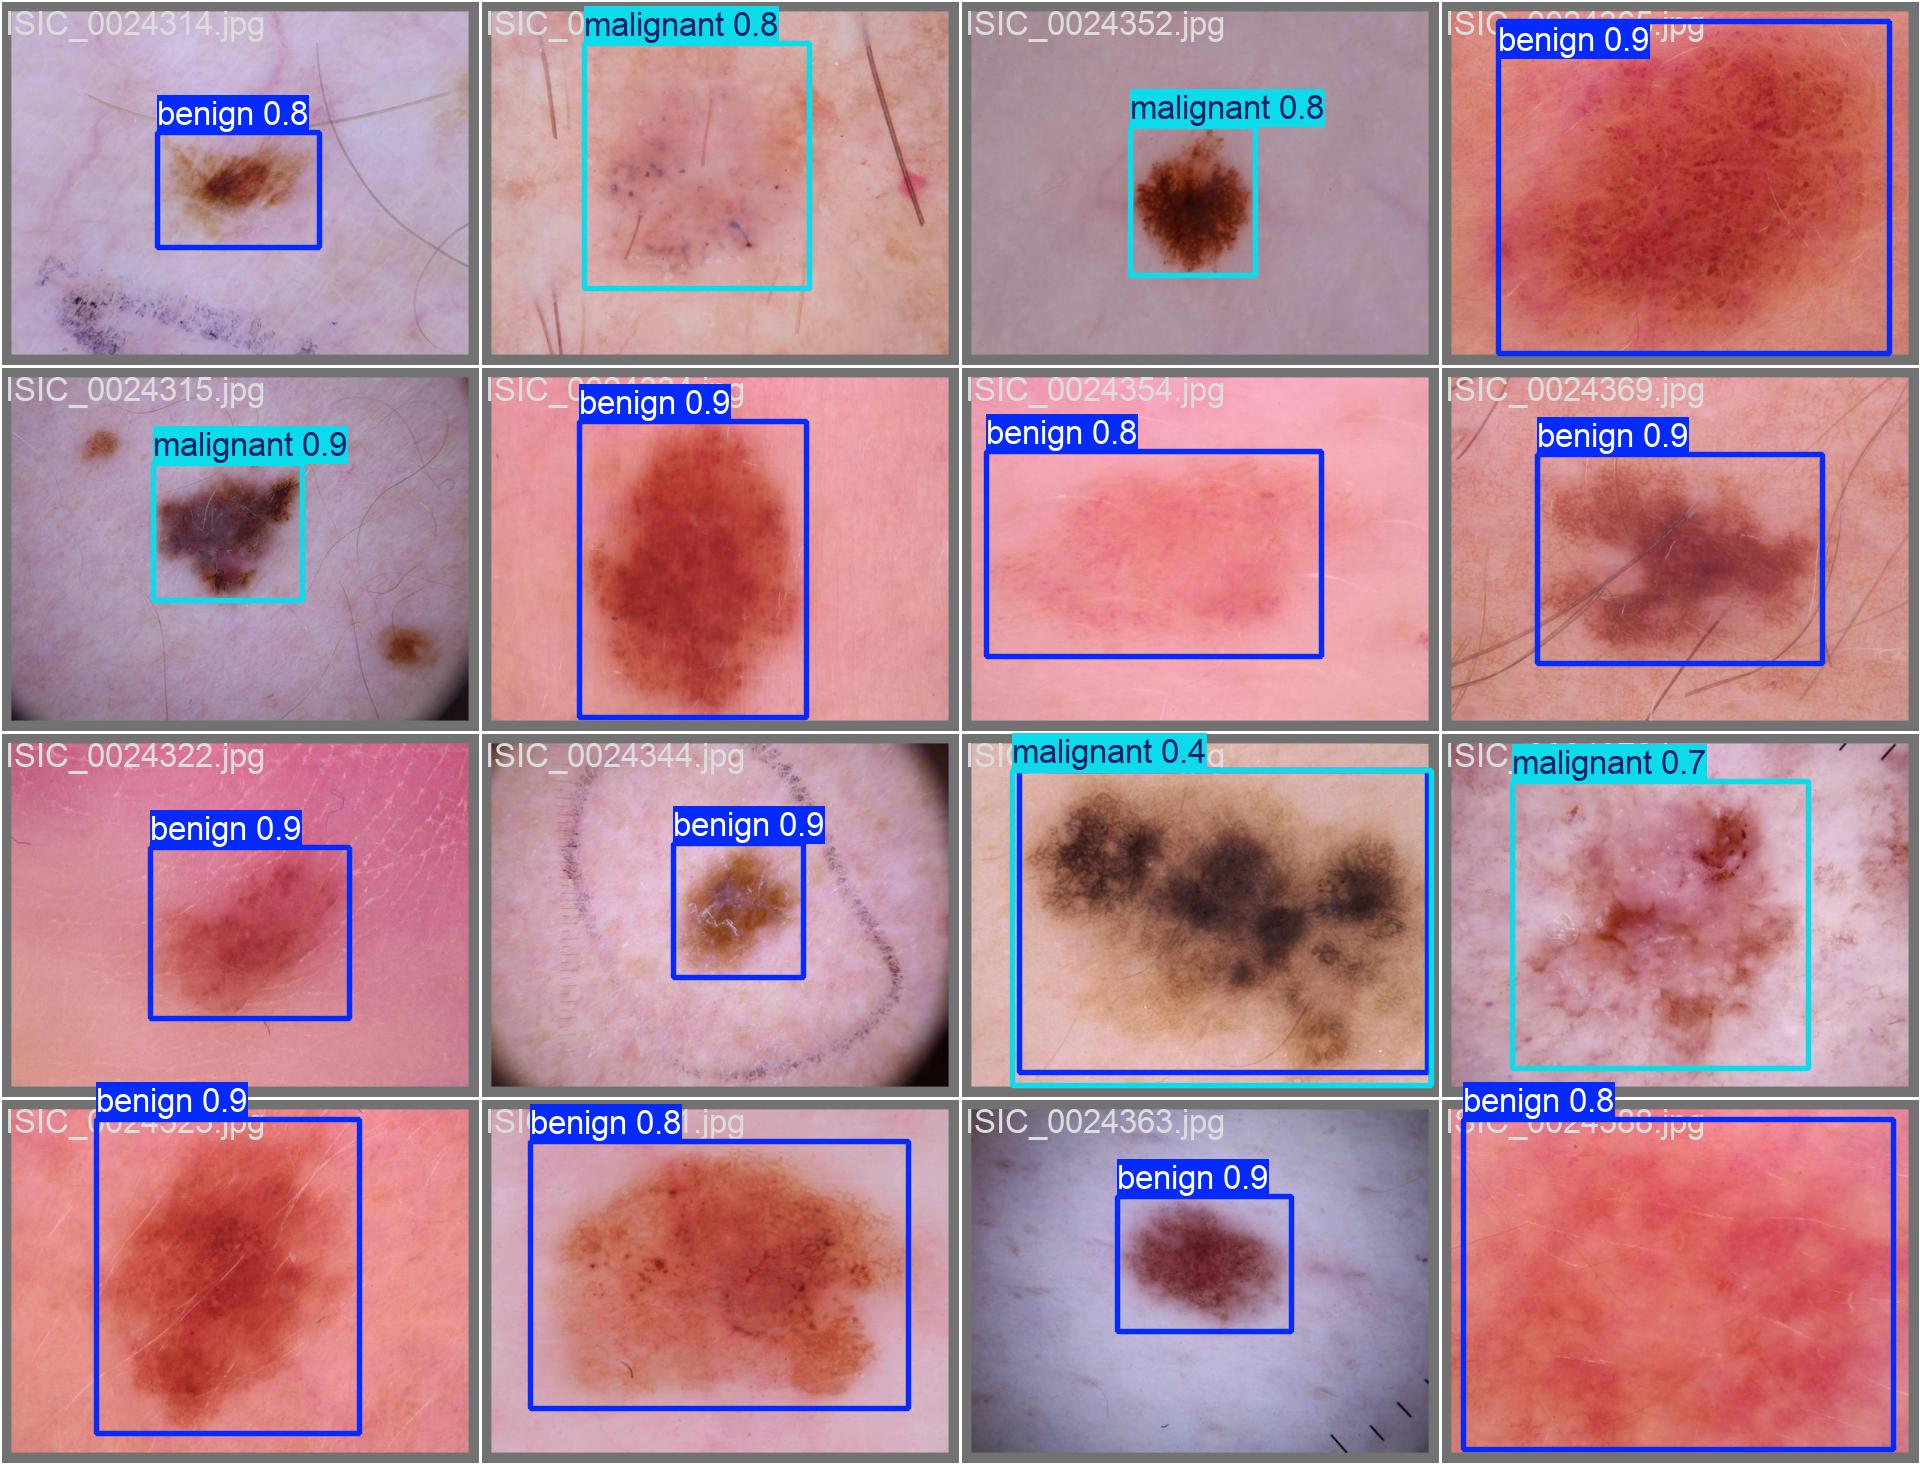 ISIC_0024314.jpg
benign 0.8
malignant 0.8
ISIC_0024352.jpg
malignant 0.8
benign 0.9
ISIC_0024315.jpg
malignant 0.9
benign 0.9
ISIC_0024354.jpg
benign 0.8
ISIC_0024369.jpg
benign 0.9
ISIC_0024322.jpg
benign 0.9
ISIC_0024344.jpg
benign 0.9
malignant 0.4
malignant 0.7
benign 0.9
benign 0.8
ISIC_0024363.jpg
benign 0.9
benign 0.8